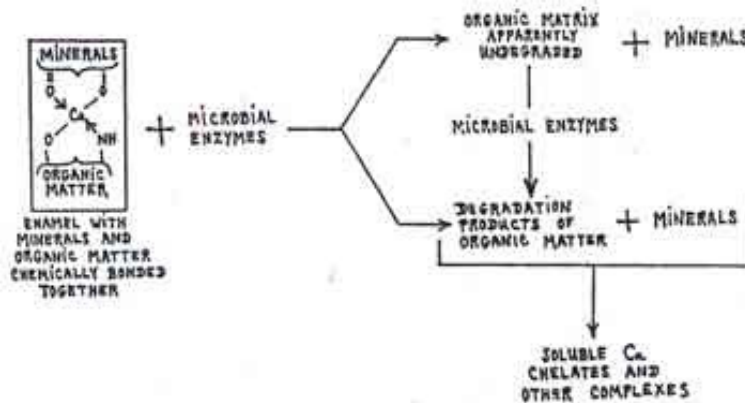 MINERALS
O O
Ca
O NH
ORGANIC
MATTER
ENAMEL WITH
MINERALS AND
ORGANIC MATTER
CHEMICALLY BONDED
TOGETHER
+ MICROBIAL
ENZYMES
ORGANIC MATRIX
APPARENTLY
UNDEGRADED
+ MINERALS
MICROBIAL ENZYMES
DEGRADATION
PRODUCTS OF
ORGANIC MATTER
+ MINERALS
SOLUBLE Ca
CHELATES AND
OTHER COMPLEXES